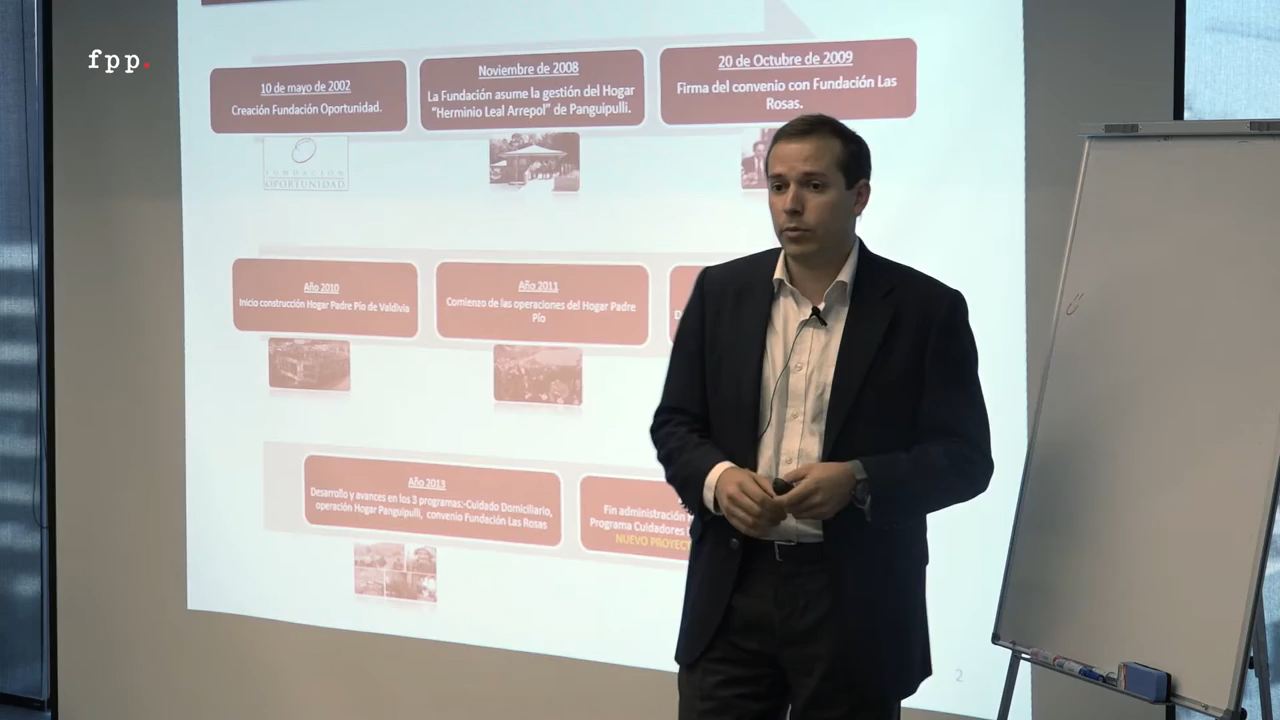 fpp.
10 de mayo de 2002
Creación Fundación Oportunidad.
Noviembre de 2008
La Fundación asume la gestión del Hogar
“Herminio Leal Arrepol” de Panguipulli.
20 de Octubre de 2009
Firma del convenio con Fundación Las
Rosas.
FUNDACION
OPORTUNIDAD
Año 2010
Inicio construcción Hogar Padre Pío de Valdivia
Año 2011
Comienzo de las operaciones del Hogar Padre
Pío
Año 2013
Desarrollo y avances en los 3 programas:-Cuidado Domiciliario,
operación Hogar Panguipulli, convenio Fundación Las Rosas
Fin administración
Programa Cuidadores
NUEVO
2